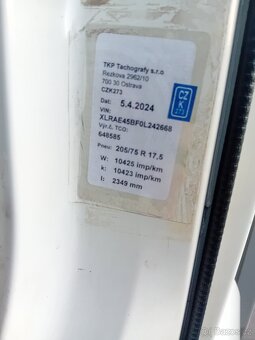 TKP Tachografy s.r.o
Rezkova 2962/10
700 30 Ostrava
CZK273
Dat: 5.4.2024
VIN:
XLRAE45BF0L242668
Výr.č. TCO:
648585
Pneu: 205/75 R 17,5
W: 10425 imp/km
k: 10423 imp/km
l: 2349 mm
CZ
K